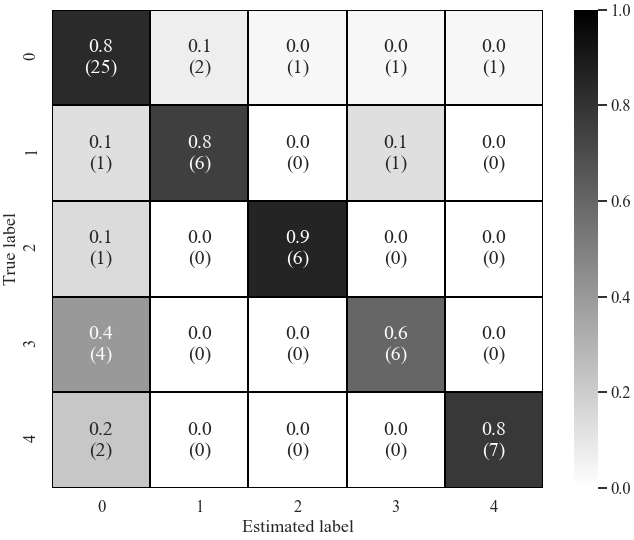 0
0.8 0.1 0.0 0.0 0.0
(25) (2) (1) (1) (1)
1
0.1 0.8 0.0 0.1 0.0
(1) (6) (0) (1) (0)
2
0.1 0.0 0.9 0.0 0.0
(1) (0) (6) (0) (0)
3
0.4 0.0 0.0 0.6 0.0
(4) (0) (0) (6) (0)
4
0.2 0.0 0.0 0.0 0.8
(2) (0) (0) (0) (7)
True label
0 1 2 3 4
Estimated label
1.0
0.8
0.6
0.4
0.2
0.0